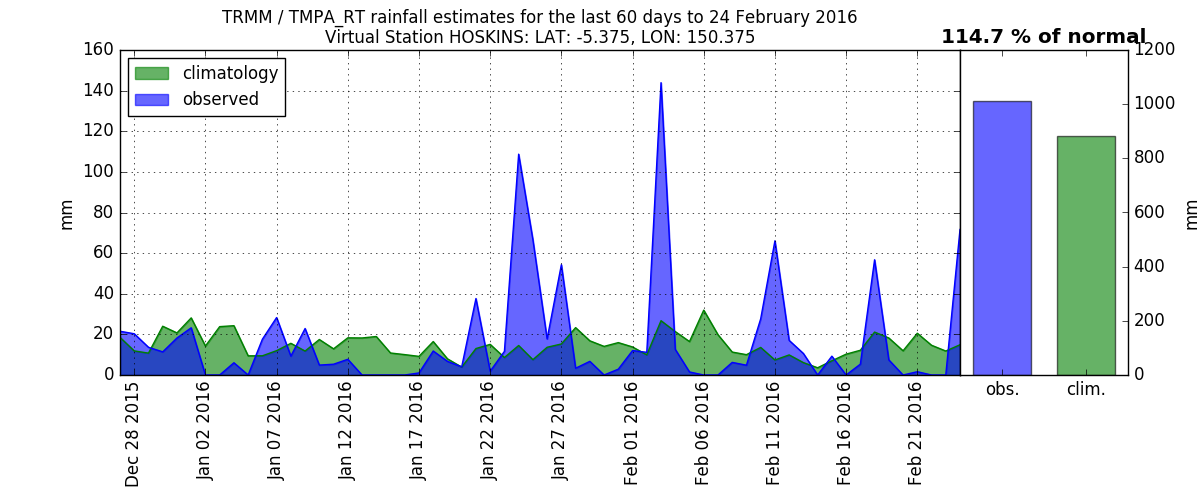 TRMM / TMPA_RT rainfall estimates for the last 60 days to 24 February 2016
Virtual Station HOSKINS: LAT: -5.375, LON: 150.375
114.7 % of normal
climatology
observed
mm
160
140
120
100
80
60
40
20
0
Dec 28 2015
Jan 02 2016
Jan 07 2016
Jan 12 2016
Jan 17 2016
Jan 22 2016
Jan 27 2016
Feb 01 2016
Feb 06 2016
Feb 11 2016
Feb 16 2016
Feb 21 2016
1200
1000
800
600
400
200
0
mm
obs.
clim.